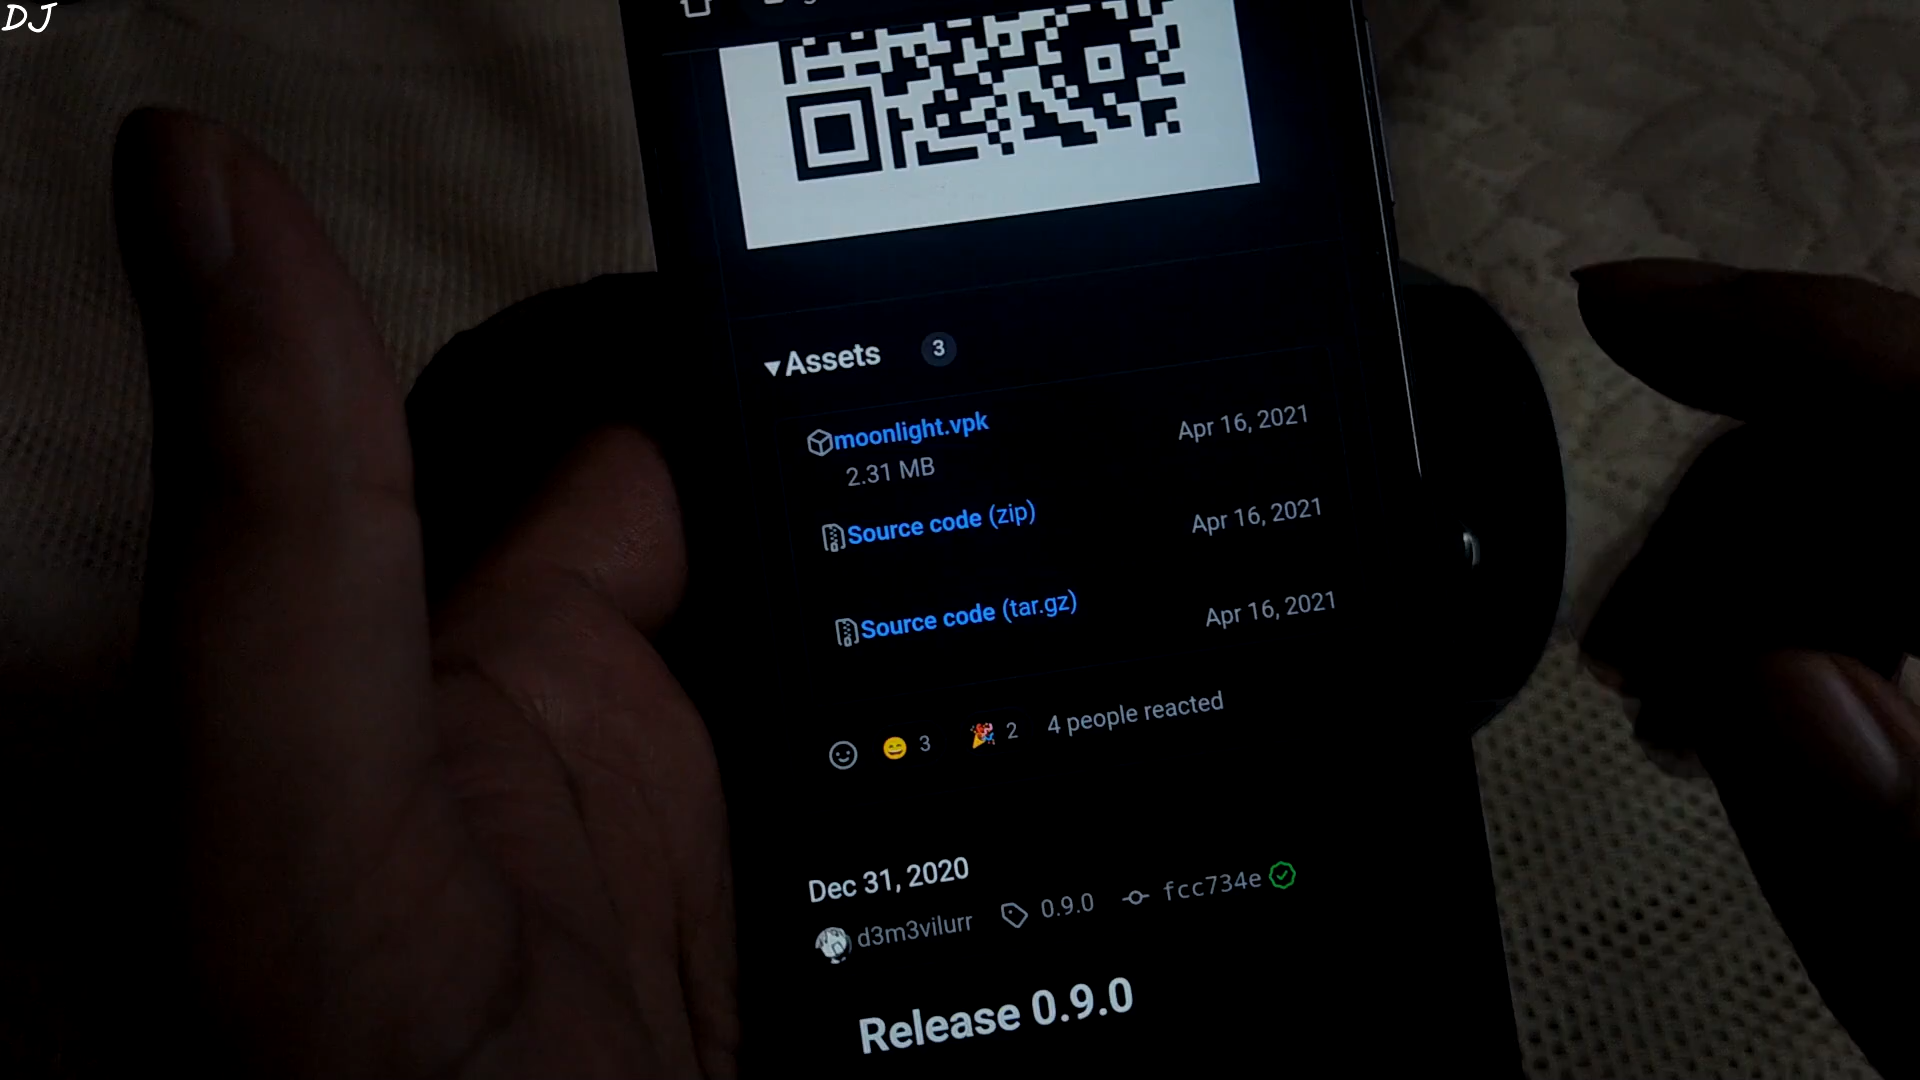 DJ
Assets 3
moonlight.vpk Apr 16, 2021
2.31 MB
Source code (zip) Apr 16, 2021
Source code (tar.gz) Apr 16, 2021
3 2 4 people reacted
Dec 31, 2020
d3m3vilurr 0.9.0 fcc734e
Release 0.9.0